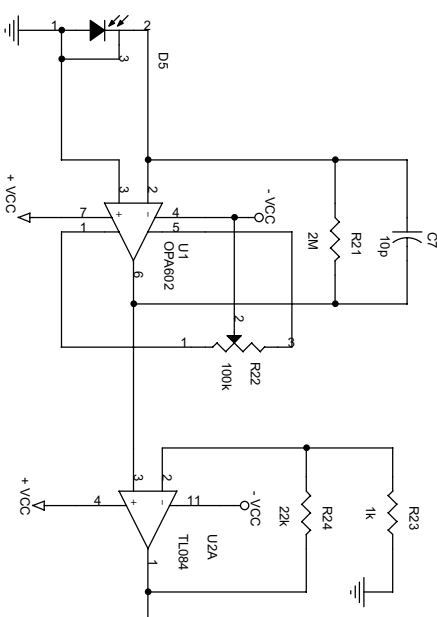 1
2
3
D5
C7
10p
R21
2M
- VCC
4
5
3
2
+
-
7
1
+ VCC
U1
OPA602
6
2
1
3
R22
100k
R23
1k
R24
22k
- VCC
11
3
2
+
-
4
+ VCC
U2A
TL084
1